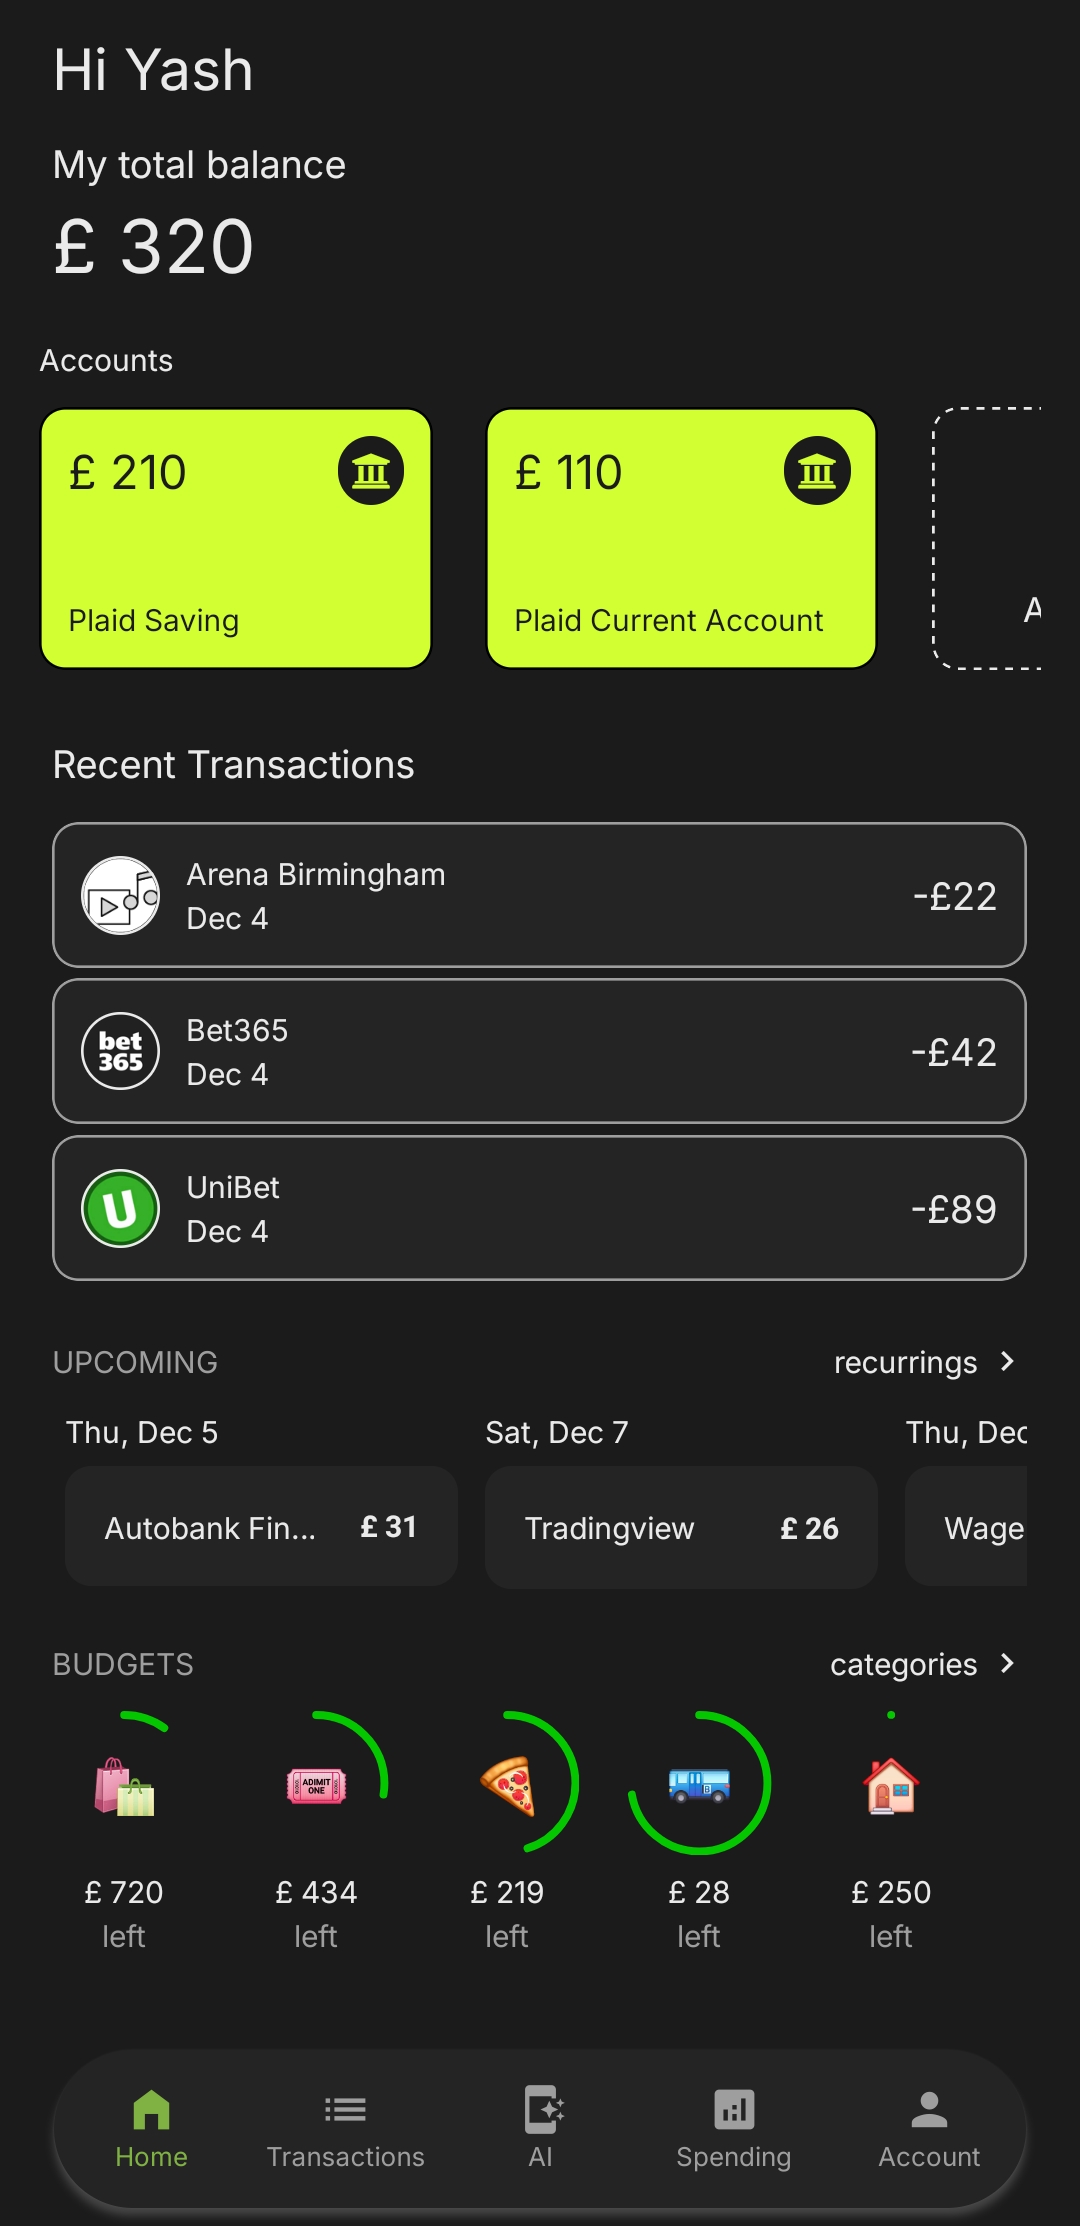 Hi Yash
My total balance
£ 320
Accounts
£ 210
£ 110
Plaid Saving
Plaid Current Account
A
Recent Transactions
Arena Birmingham
Dec 4
-£22
bet
365
Bet365
Dec 4
-£42
U
UniBet
Dec 4
-£89
UPCOMING
recurrings
Thu, Dec 5
Sat, Dec 7
Thu, Dec
Autobank Fin...
£ 31
Tradingview
£ 26
Wage
BUDGETS
categories
ADIMIT
ONE
B
£ 720
left
£ 434
left
£ 219
left
£ 28
left
£ 250
left
Home
Transactions
AI
Spending
Account